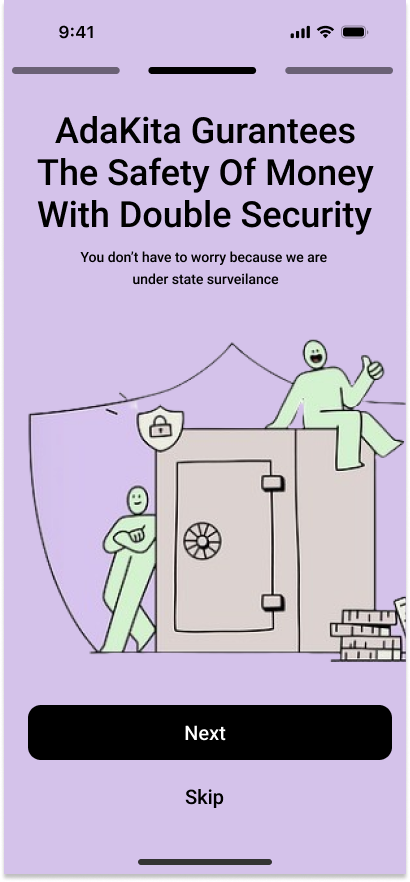 9:41
AdaKita Gurantees
The Safety Of Money
With Double Security
You don’t have to worry because we are
under state surveilance
Next
Skip